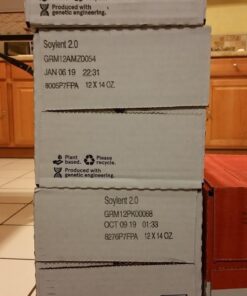 Produced with
genetic engineering.
Soylent 2.0
GRM12AMZ0054
JAN 06 19 22:31
8005P7FPA 12 X 14 OZ.
Plant
based.
Please
recycle.
Produced with
genetic engineering.
Soylent 2.0
GRM12PK00088
OCT 09 19 01:33
8276P7FPA 12 X 14 OZ.